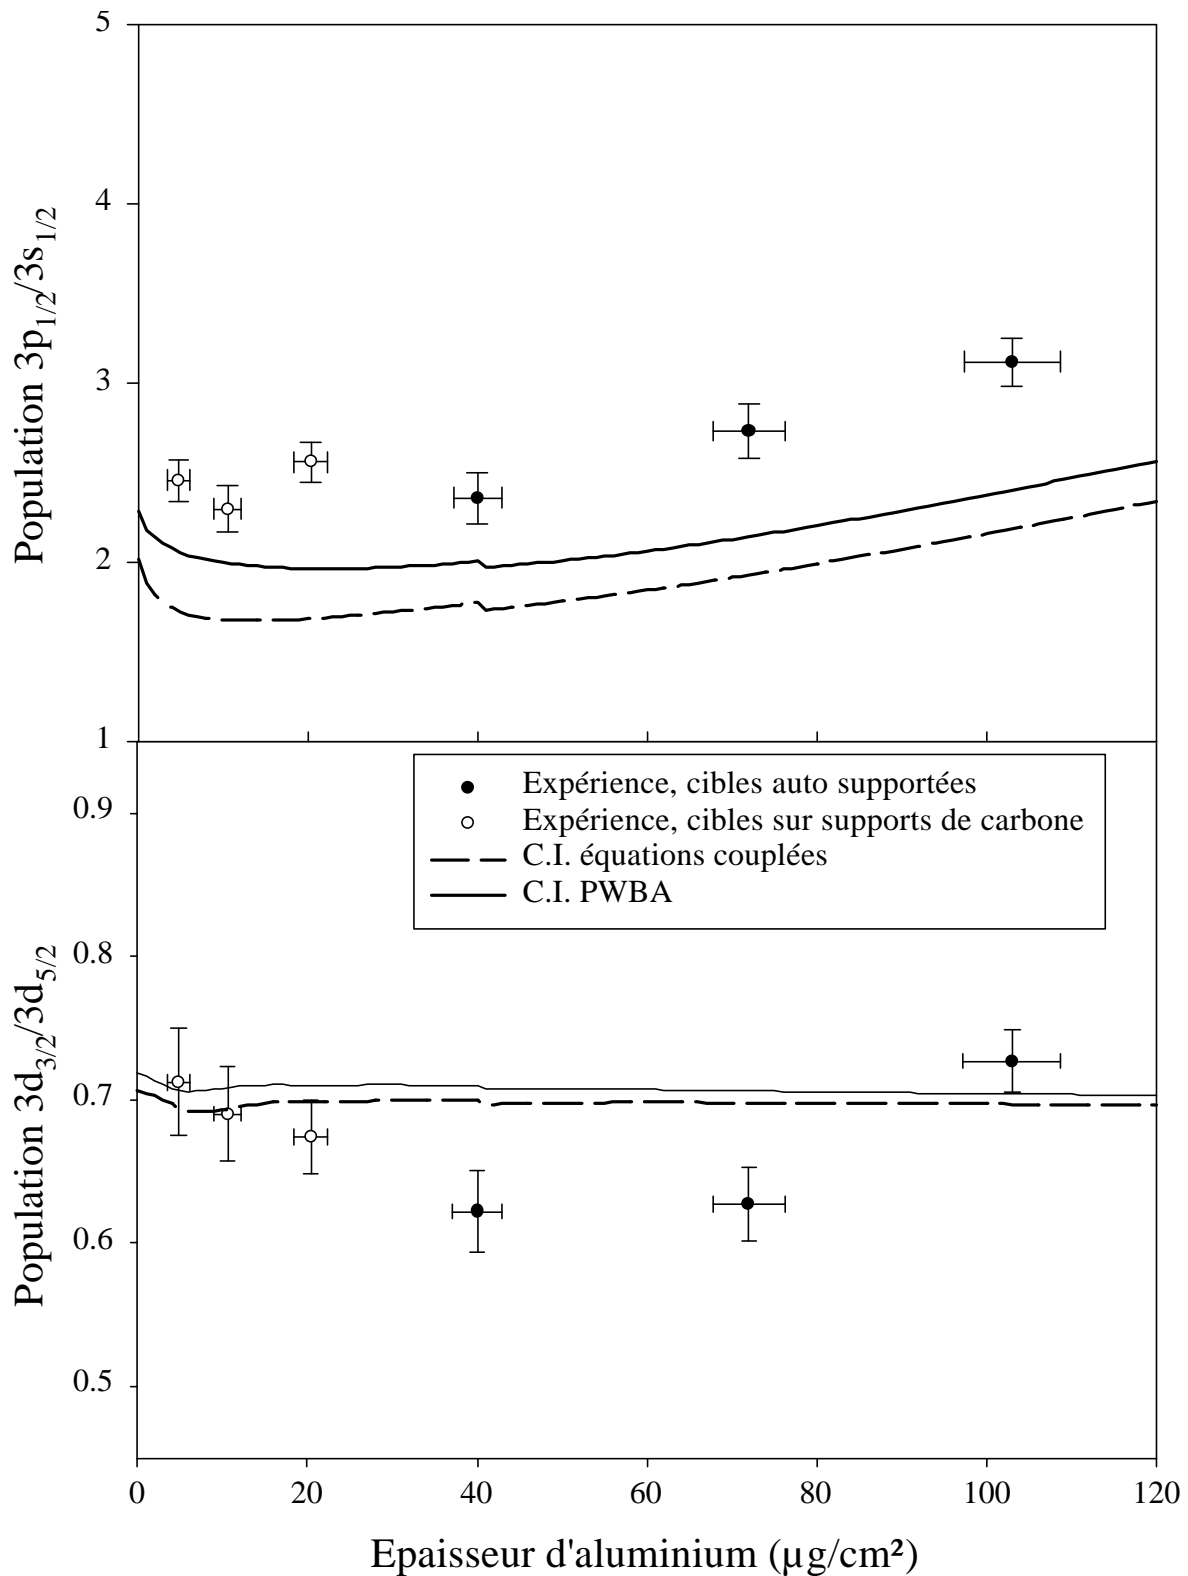 5
4
3
2
1
Population 3p1/2/3s1/2
Expérience, cibles auto supportées
Expérience, cibles sur supports de carbone
C.I. équations couplées
C.I. PWBA
0.9
0.8
0.7
0.6
0.5
Population 3d3/2/3d5/2
0 20 40 60 80 100 120
Epaisseur d'aluminium (µg/cm²)